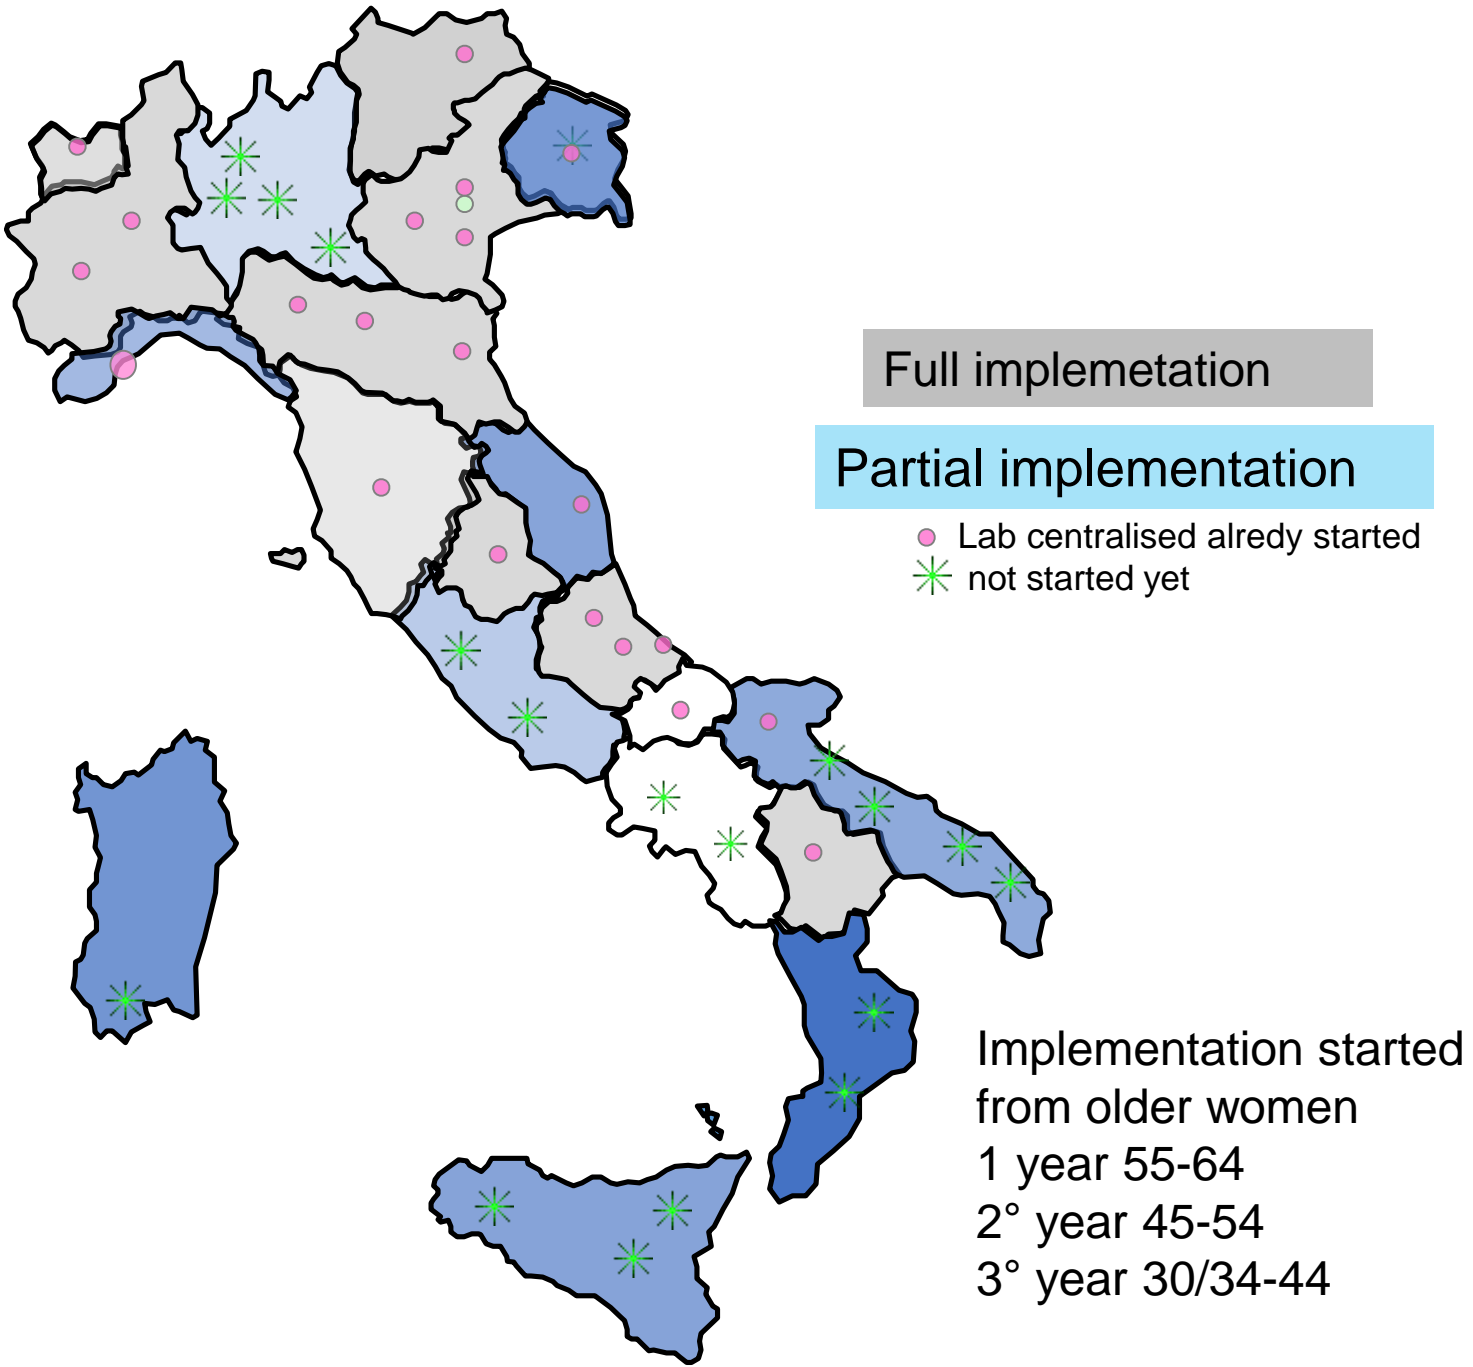 Full implemetation
Partial implementation
Lab centralised alredy started
not started yet
Implementation started
from older women
1 year 55-64
2° year 45-54
3° year 30/34-44